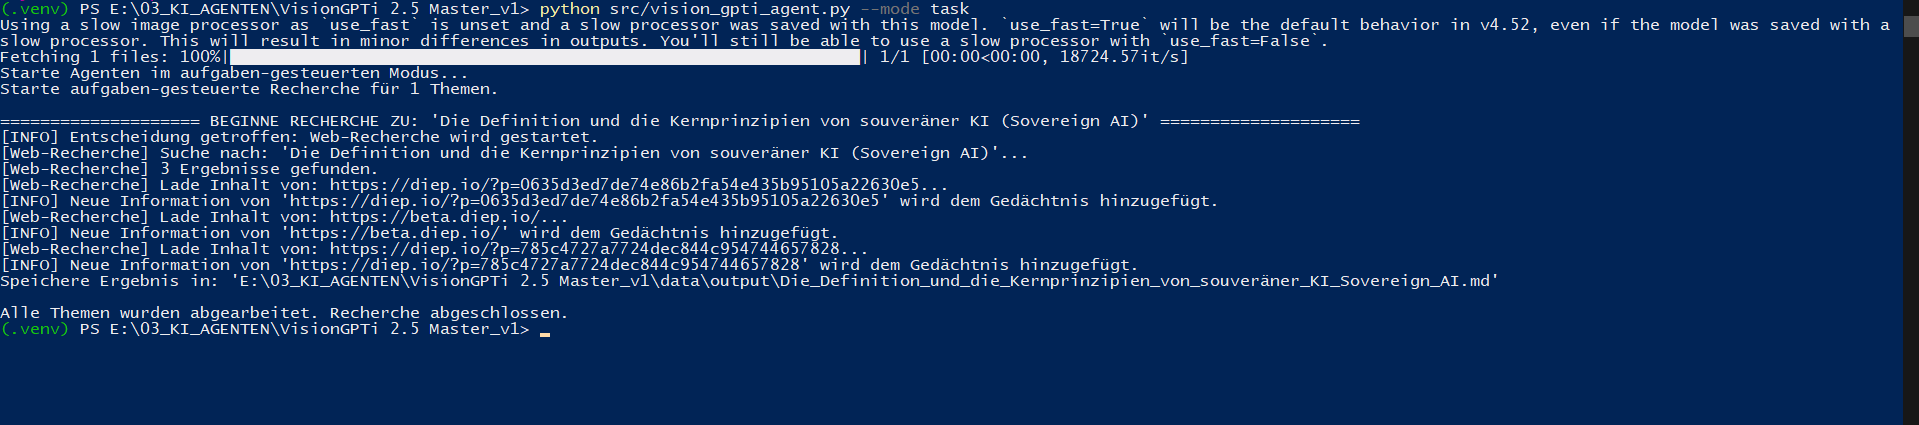 (.venv) PS E:\03_KI_AGENTEN\VisionGPTi 2.5 Master_v1> python src/vision_gpti_agent.py --mode task
Using a slow image processor as `use_fast` is unset and a slow processor was saved with this model. `use_fast=True` will be the default behavior in v4.52, even if the model was saved with a
slow processor. This will result in minor differences in outputs. You'll still be able to use a slow processor with `use_fast=False`.
Fetching 1 files: 100%|██████████| 1/1 [00:00<00:00, 18724.57it/s]
Starte Agenten im aufgaben-gesteuerten Modus...
Starte aufgaben-gesteuerte Recherche für 1 Themen.
==================== BEGINNE RECHERCHE ZU: 'Die Definition und die Kernprinzipien von souveräner KI (Sovereign AI)' ====================
[INFO] Entscheidung getroffen: Web-Recherche wird gestartet.
[Web-Recherche] Suche nach: 'Die Definition und die Kernprinzipien von souveräner KI (Sovereign AI)'...
[Web-Recherche] 3 Ergebnisse gefunden.
[Web-Recherche] Lade Inhalt von: https://diep.io/?p=0635d3ed7de74e86b2fa54e435b95105a22630e5...
[INFO] Neue Information von 'https://diep.io/?p=0635d3ed7de74e86b2fa54e435b95105a22630e5' wird dem Gedächtnis hinzugefügt.
[Web-Recherche] Lade Inhalt von: https://beta.diep.io/...
[INFO] Neue Information von 'https://beta.diep.io/' wird dem Gedächtnis hinzugefügt.
[Web-Recherche] Lade Inhalt von: https://diep.io/?p=785c4727a7724dec844c954744657828...
[INFO] Neue Information von 'https://diep.io/?p=785c4727a7724dec844c954744657828' wird dem Gedächtnis hinzugefügt.
Speichere Ergebnis in: 'E:\03_KI_AGENTEN\VisionGPTi 2.5 Master_v1\data\output\Die_Definition_und_die_Kernprinzipien_von_souveräner_KI_Sovereign_AI.md'
Alle Themen wurden abgearbeitet. Recherche abgeschlossen.
(.venv) PS E:\03_KI_AGENTEN\VisionGPTi 2.5 Master_v1>